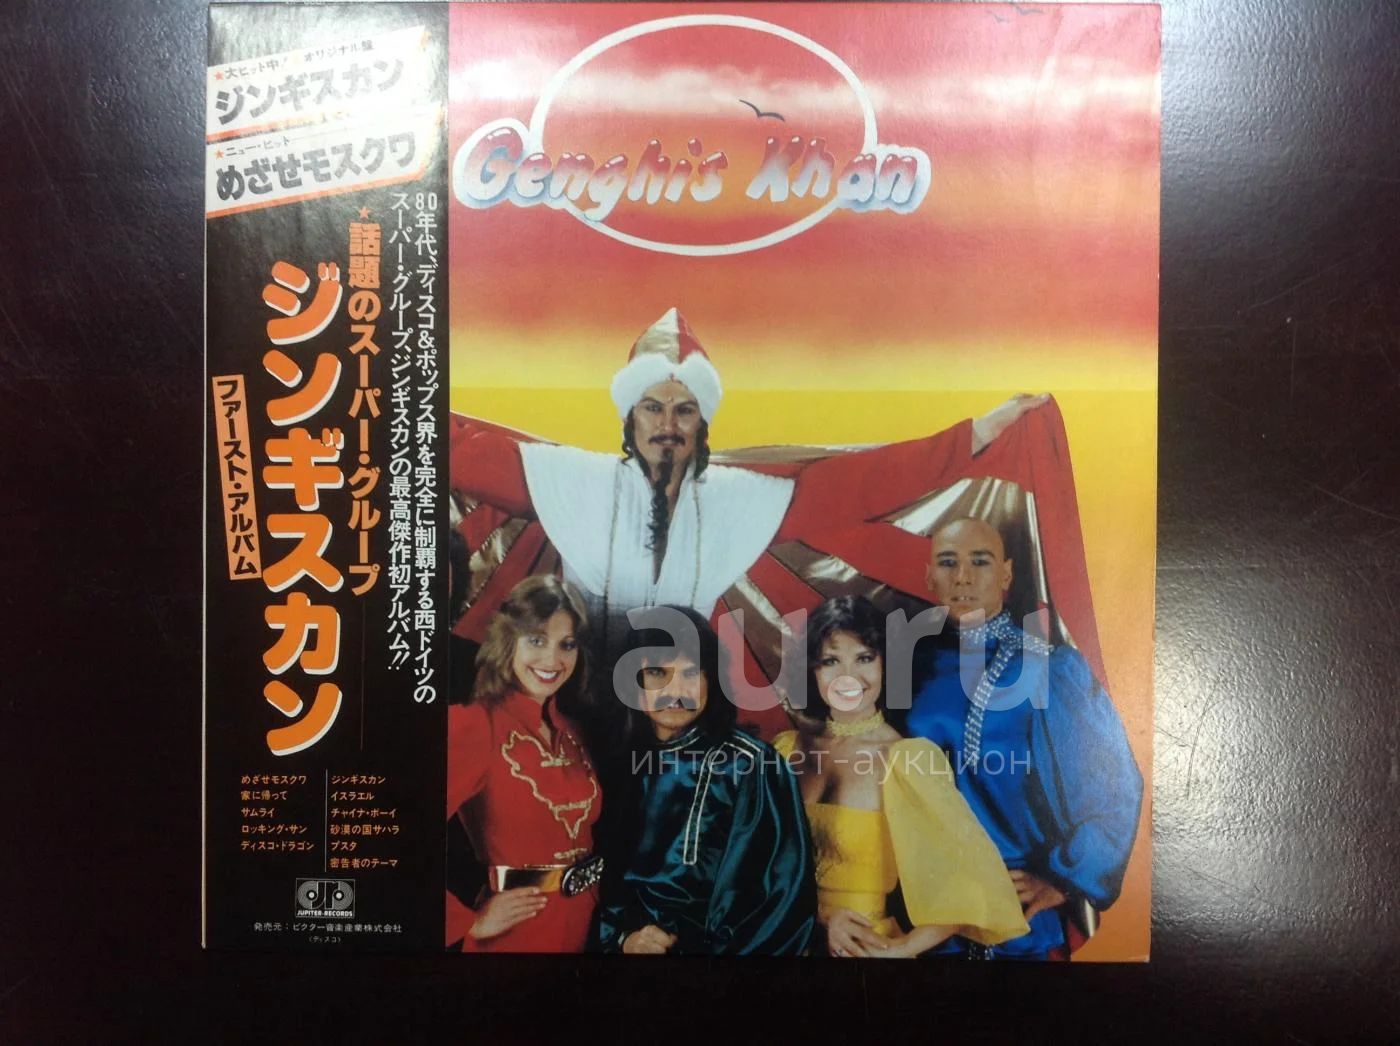 ★大ヒット中! オリジナル盤
ジンギスカン
★ニュー・ヒット
めざせモスクワ
80年代、ディスコ&ポップス界を完全に制覇する西ドイツの
スーパー・グループ、ジンギスカンの最高傑作初アルバム!!
★話題のスーパー・グループ
ジンギスカン
ファースト・アルバム
ジンギスカン
イスラエル
チャイナ・ボーイ
砂漠の国サハラ
プスタ
密告者のテーマ
めざせモスクワ
家に帰って
サムライ
ロッキング・サン
ディスコ・ドラゴン
JUPITER-RECORDS
発売元:ビクター音楽産業株式会社
(ディスコ)
Genghis Khan
au.ru
интернет-аукцион